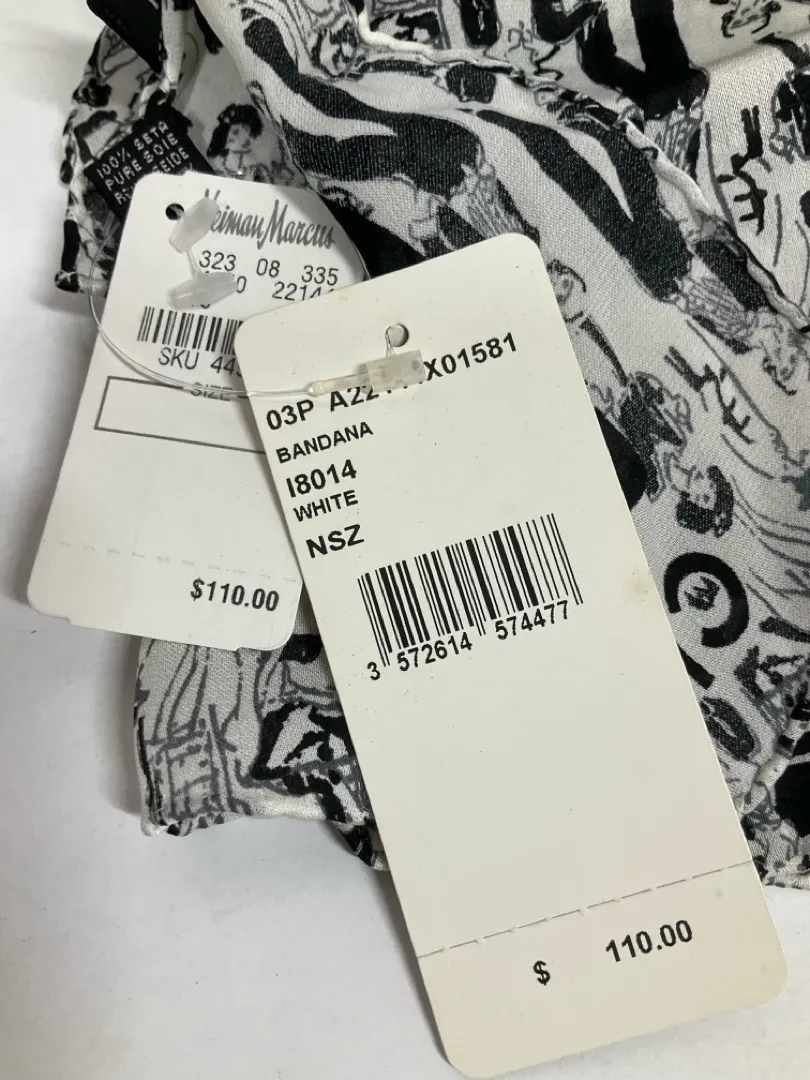 100% SETA
PURE SOIE
Neiman Marcus
323 08 335
SKU
SIZE
$110.00
03P X01581
BANDANA
I8014
WHITE
NSZ
3 572614 574477
$ 110.00